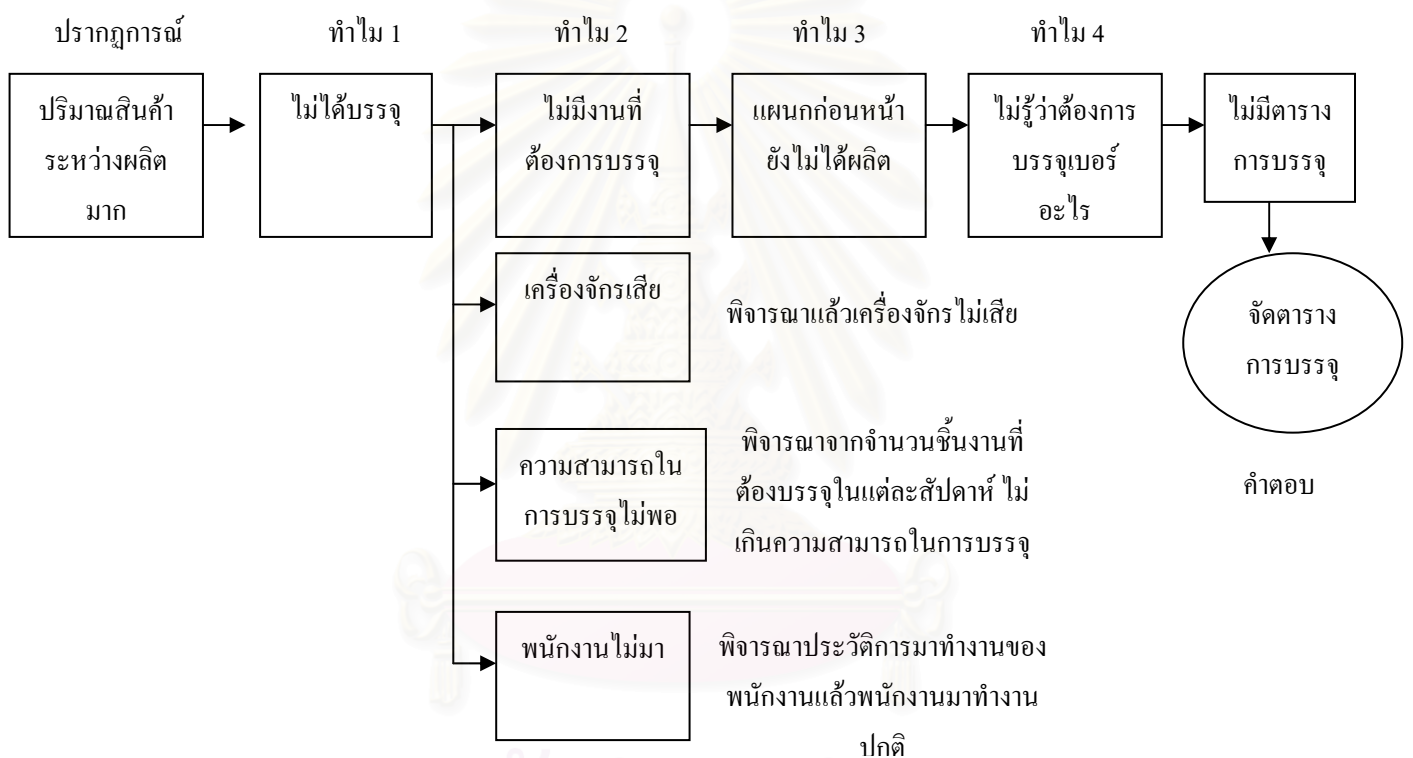 ปรากฏการณ์ ทำไม 1 ทำไม 2 ทำไม 3 ทำไม 4
ปริมาณสินค้า
ระหว่างผลิต
มาก
ไม่ได้บรรจุ
ไม่มีงานที่
ต้องการบรรจุ
แผนกก่อนหน้า
ยังไม่ได้ผลิต
ไม่รู้ว่าต้องการ
บรรจุเบอร์
อะไร
ไม่มีตาราง
การบรรจุ
เครื่องจักรเสีย
พิจารณาแล้วเครื่องจักรไม่เสีย
จัดตาราง
การบรรจุ
คำตอบ
ความสามารถใน
การบรรจุไม่พอ
พิจารณาจากจำนวนชิ้นงานที่
ต้องบรรจุในแต่ละสัปดาห์ ไม่
เกินความสามารถในการบรรจุ
พนักงานไม่มา
พิจารณาประวัติการมาทำงานของ
พนักงานแล้วพนักงานมาทำงาน
ปกติ